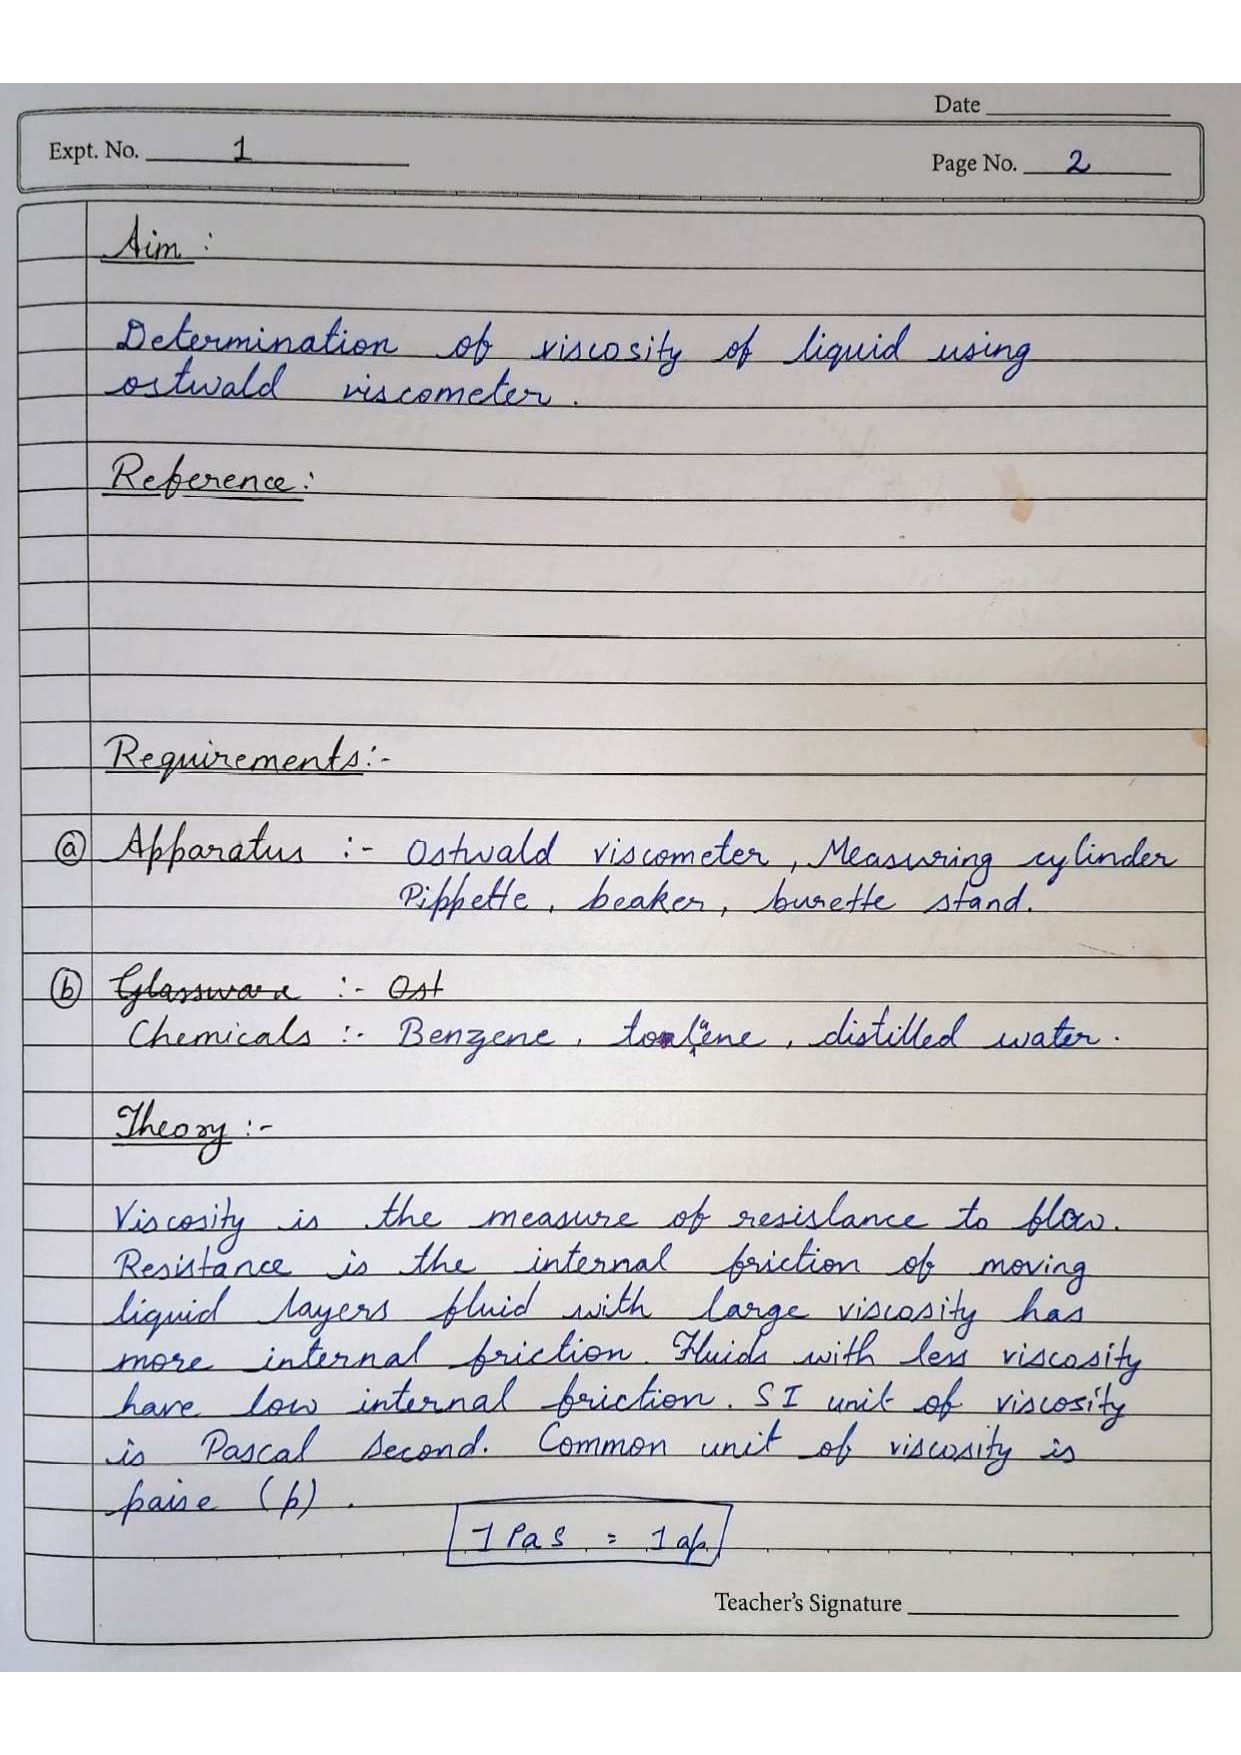 Date
Expt. No. 1
Page No. 2
Aim :
Determination of viscosity of liquid using
ostwald viscometer.
Reference :
Requirements :-
(a) Apparatus :- Ostwald viscometer, Measuring cylinder
Pippette, beaker, burette stand.
(b) Glassware :- Ost
Chemicals :- Benzene, distilled water.
Theory :-
Viscosity is the measure of resislance to flow.
Resistance is the internal friction of moving
liquid layers fluid with large viscosity has
more internal friction. Fluids with less viscosity
have low internal friction. SI unit of viscosity
is Pascal Second. Common unit of viscosity is
paise (p).
1 Pas = 1
Teacher's Signature